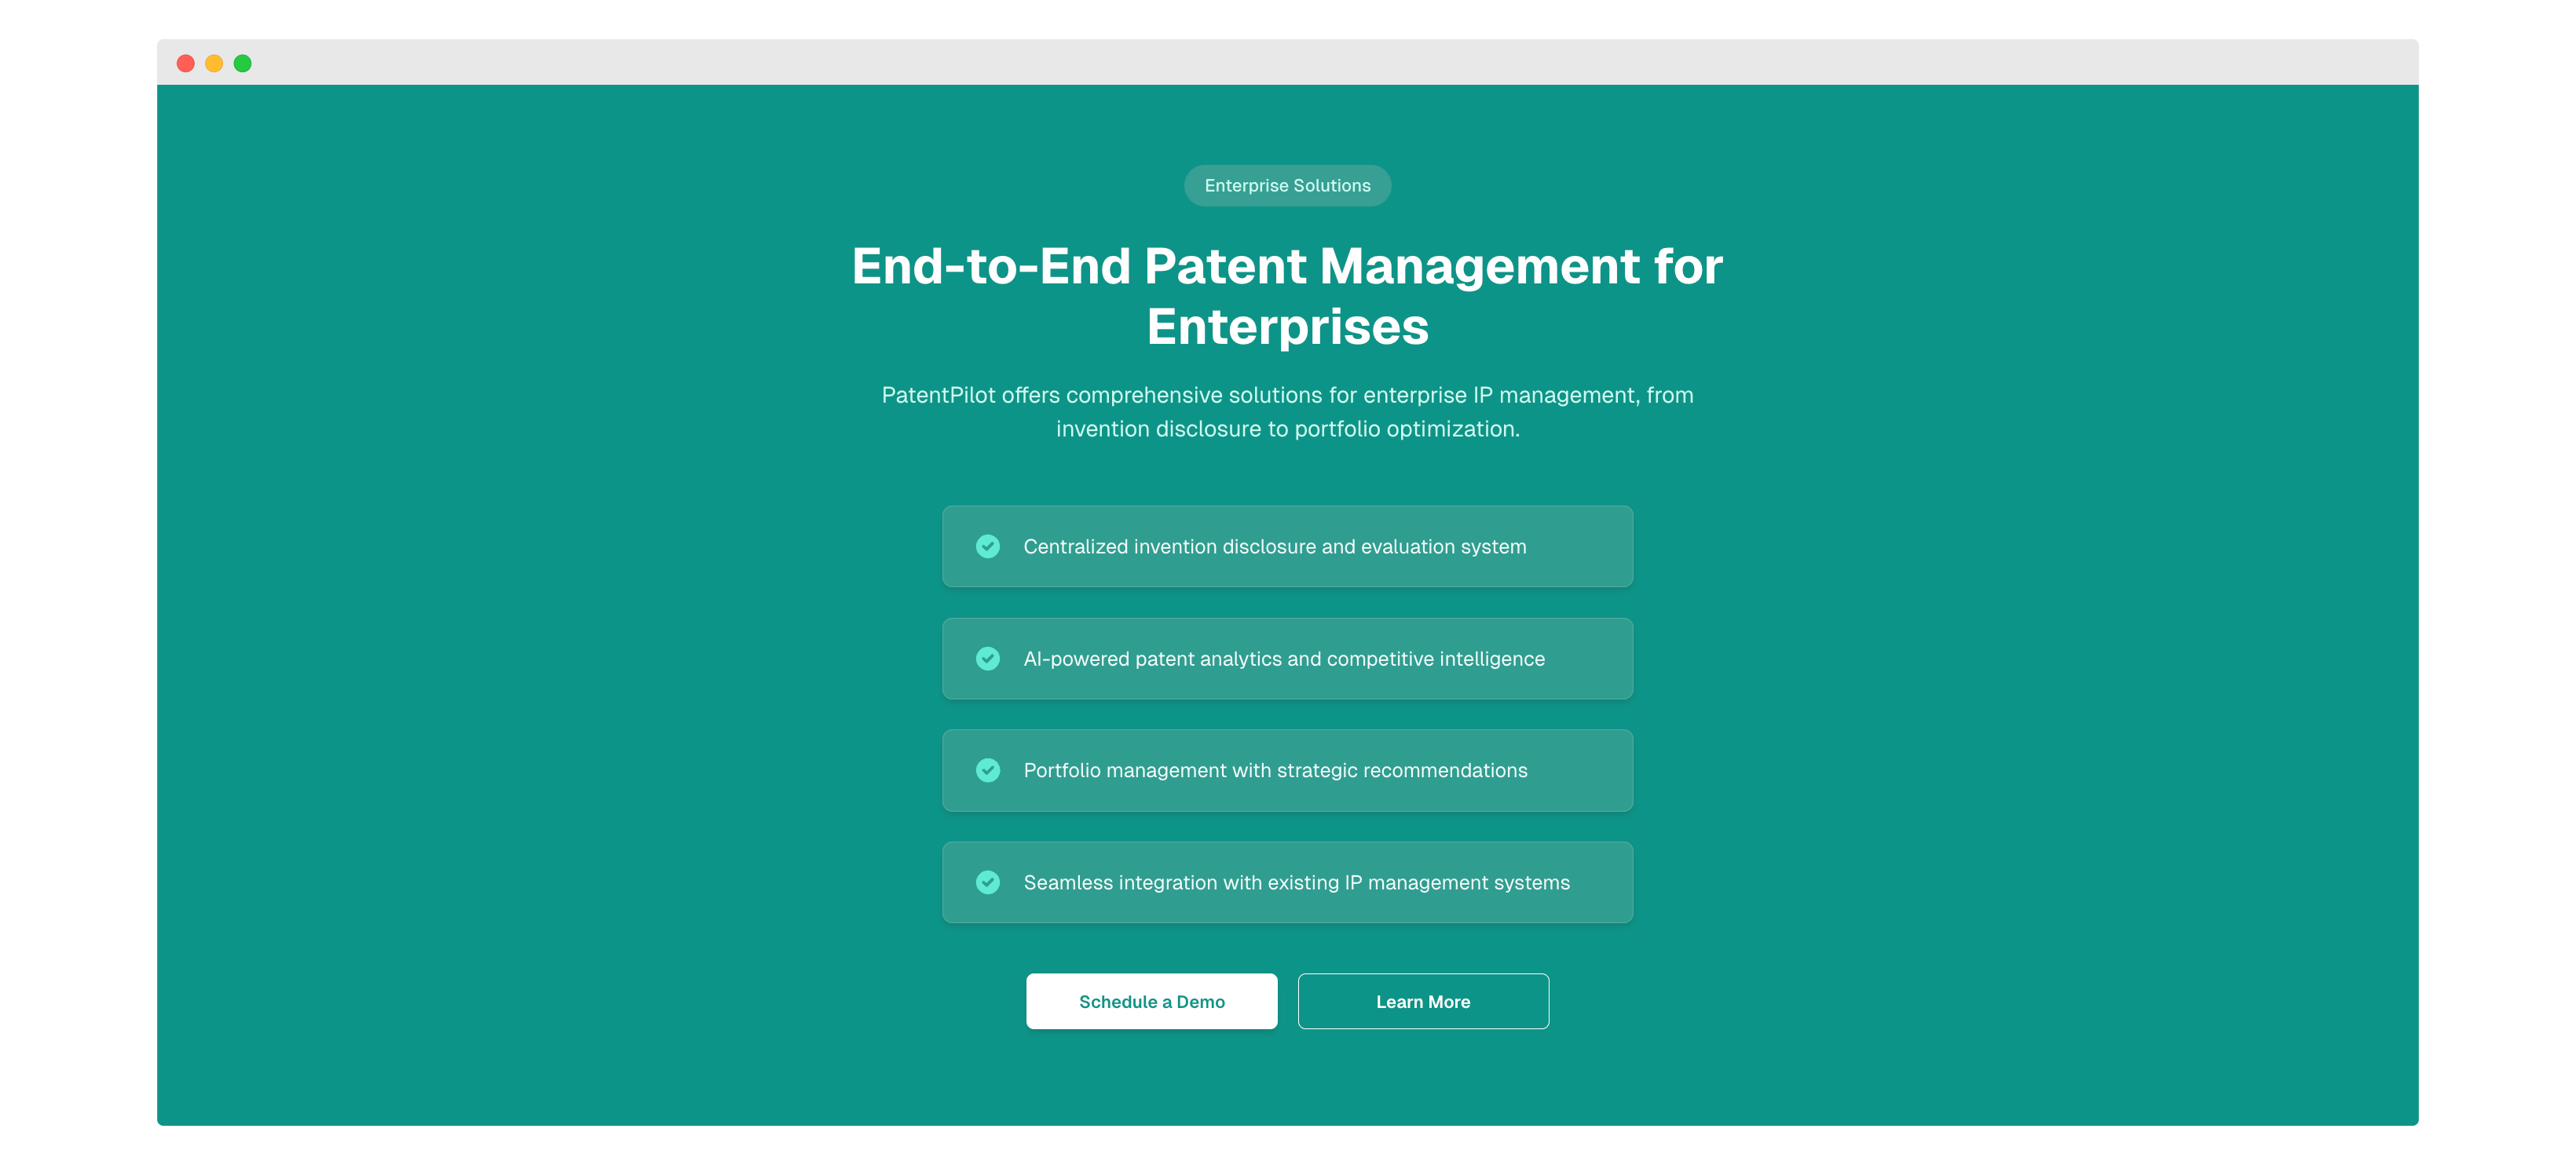 Enterprise Solutions
End-to-End Patent Management for
Enterprises
PatentPilot offers comprehensive solutions for enterprise IP management, from
invention disclosure to portfolio optimization.
Centralized invention disclosure and evaluation system
AI-powered patent analytics and competitive intelligence
Portfolio management with strategic recommendations
Seamless integration with existing IP management systems
Schedule a Demo
Learn More